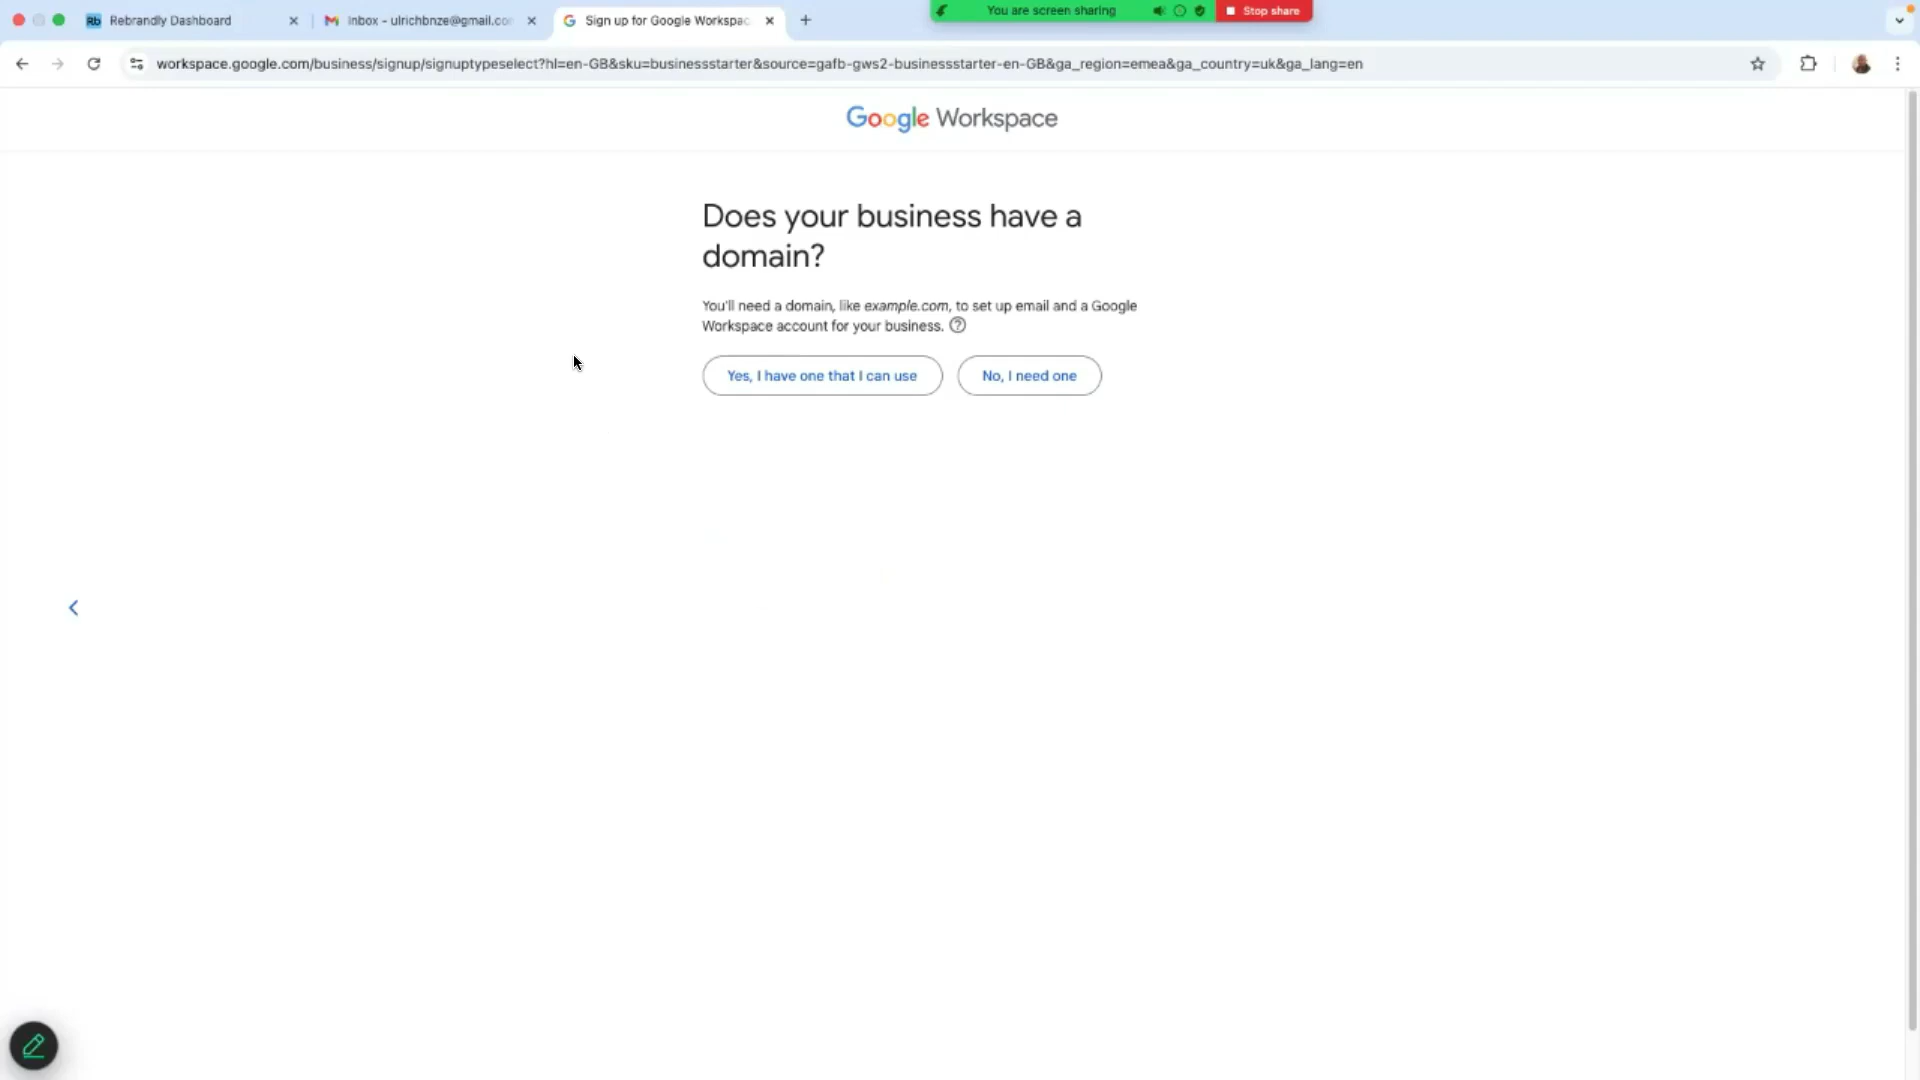 Rb Rebrandly Dashboard
Inbox - ulrichbnze@gmail.co
Sign up for Google Workspac
You are screen sharing
Stop share
workspace.google.com/business/signup/signuptypeselect?hl=en-GB&sku=businessstarter&source=gafb-gws2-businessstarter-en-GB&ga_region=emea&ga_country=uk&ga_lang=en
Google Workspace
Does your business have a
domain?
You'll need a domain, like example.com, to set up email and a Google
Workspace account for your business.
Yes, I have one that I can use
No, I need one